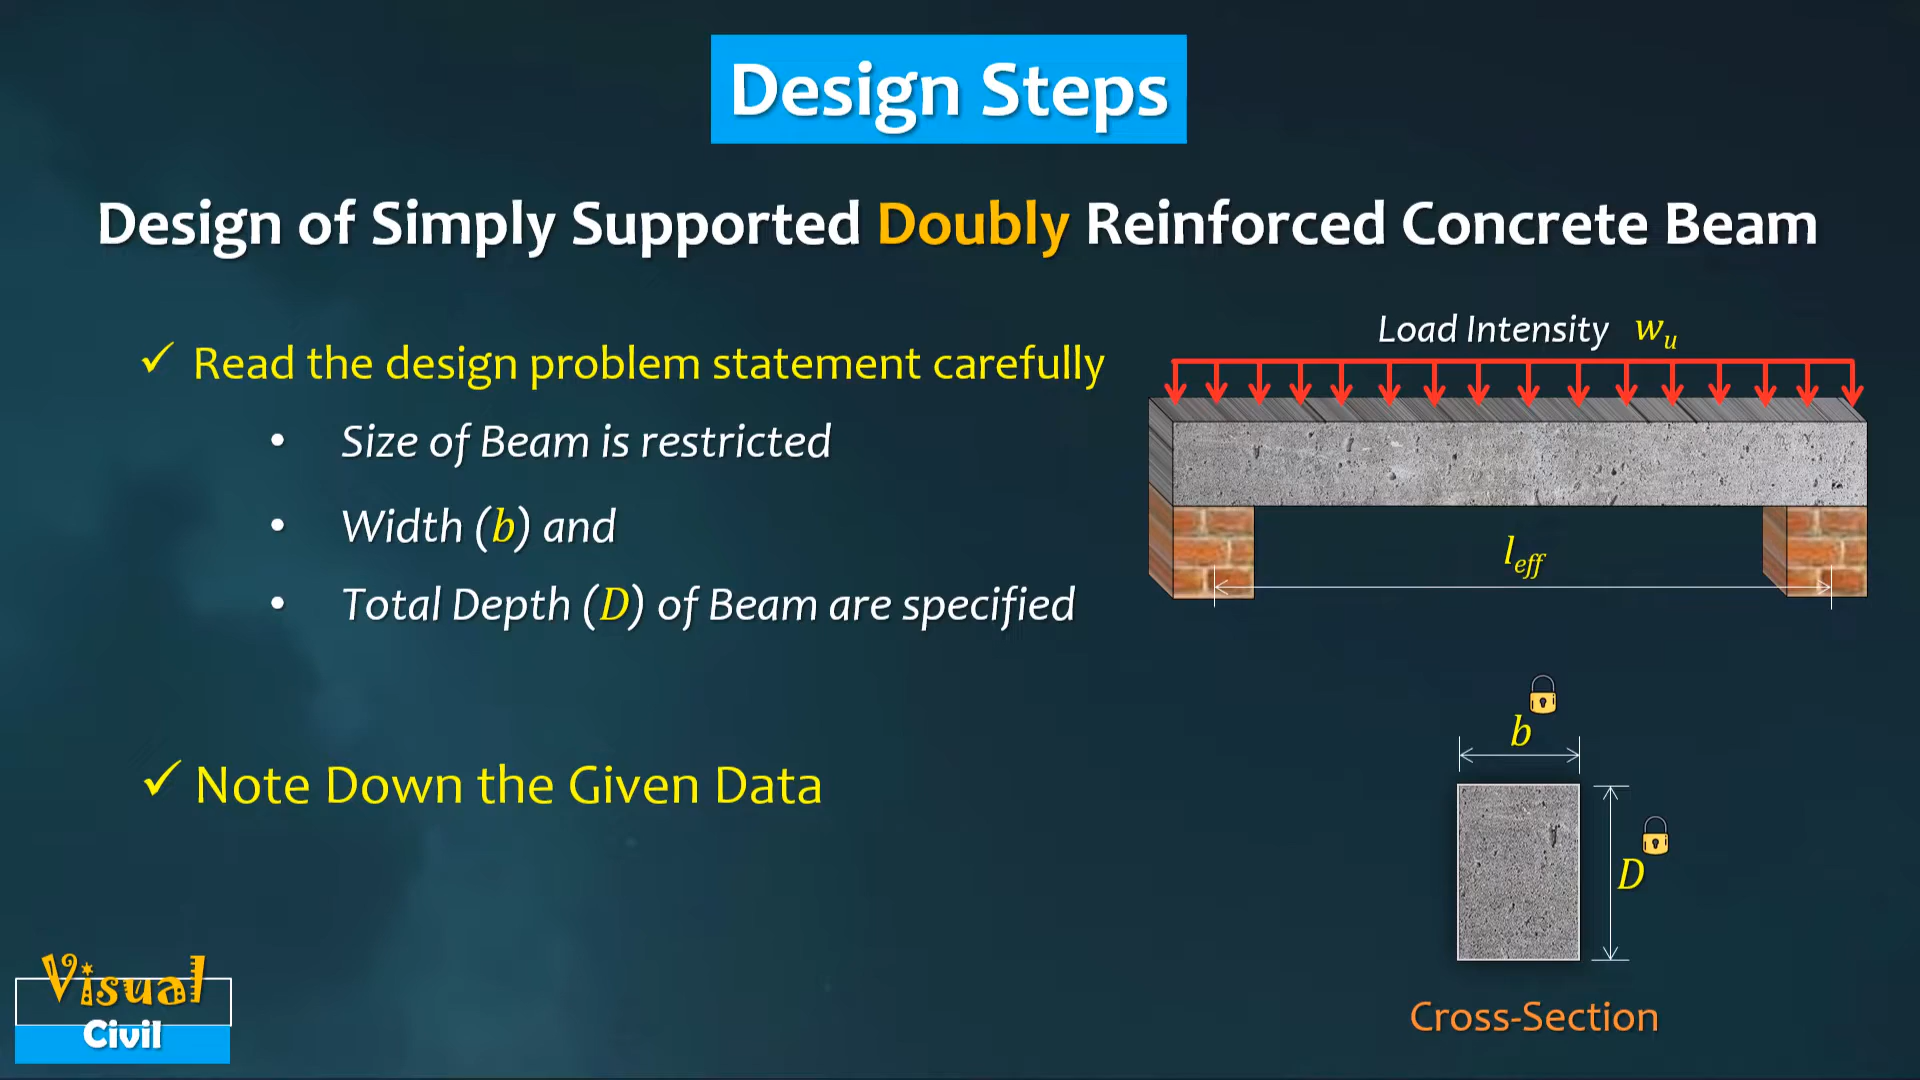 Design Steps
Design of Simply Supported Doubly Reinforced Concrete Beam
✓ Read the design problem statement carefully
• Size of Beam is restricted
• Width (b) and
• Total Depth (D) of Beam are specified
✓ Note Down the Given Data
Load Intensity w_u
l_eff
b
D
Cross-Section
Visual
Civil